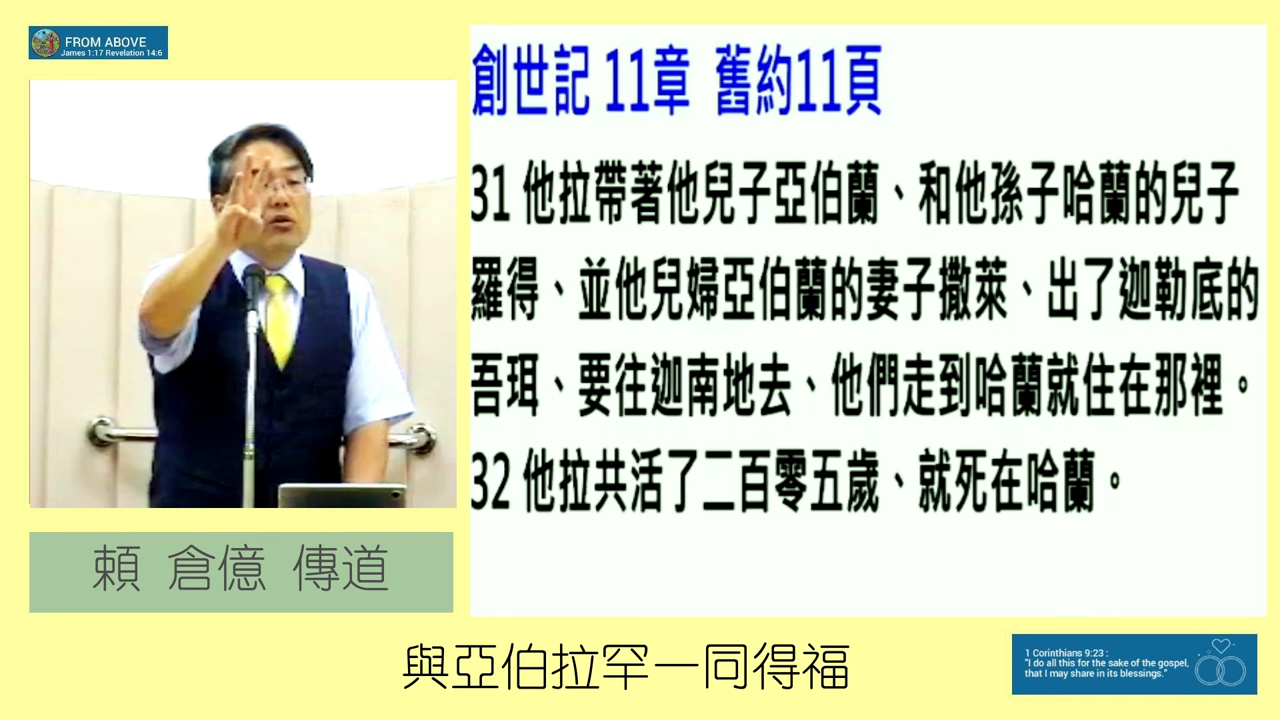 FROM ABOVE
James 1:17 Revelation 14:6
創世記 11章 舊約11頁
31 他拉帶著他兒子亞伯蘭、和他孫子哈蘭的兒子
羅得、並他兒婦亞伯蘭的妻子撒萊、出了迦勒底的
吾珥、要往迦南地去、他們走到哈蘭就住在那裡。
32 他拉共活了二百零五歲、就死在哈蘭。
賴 倉億 傳道
與亞伯拉罕一同得福
1 Corinthians 9:23 :
"I do all this for the sake of the gospel,
that I may share in its blessings."